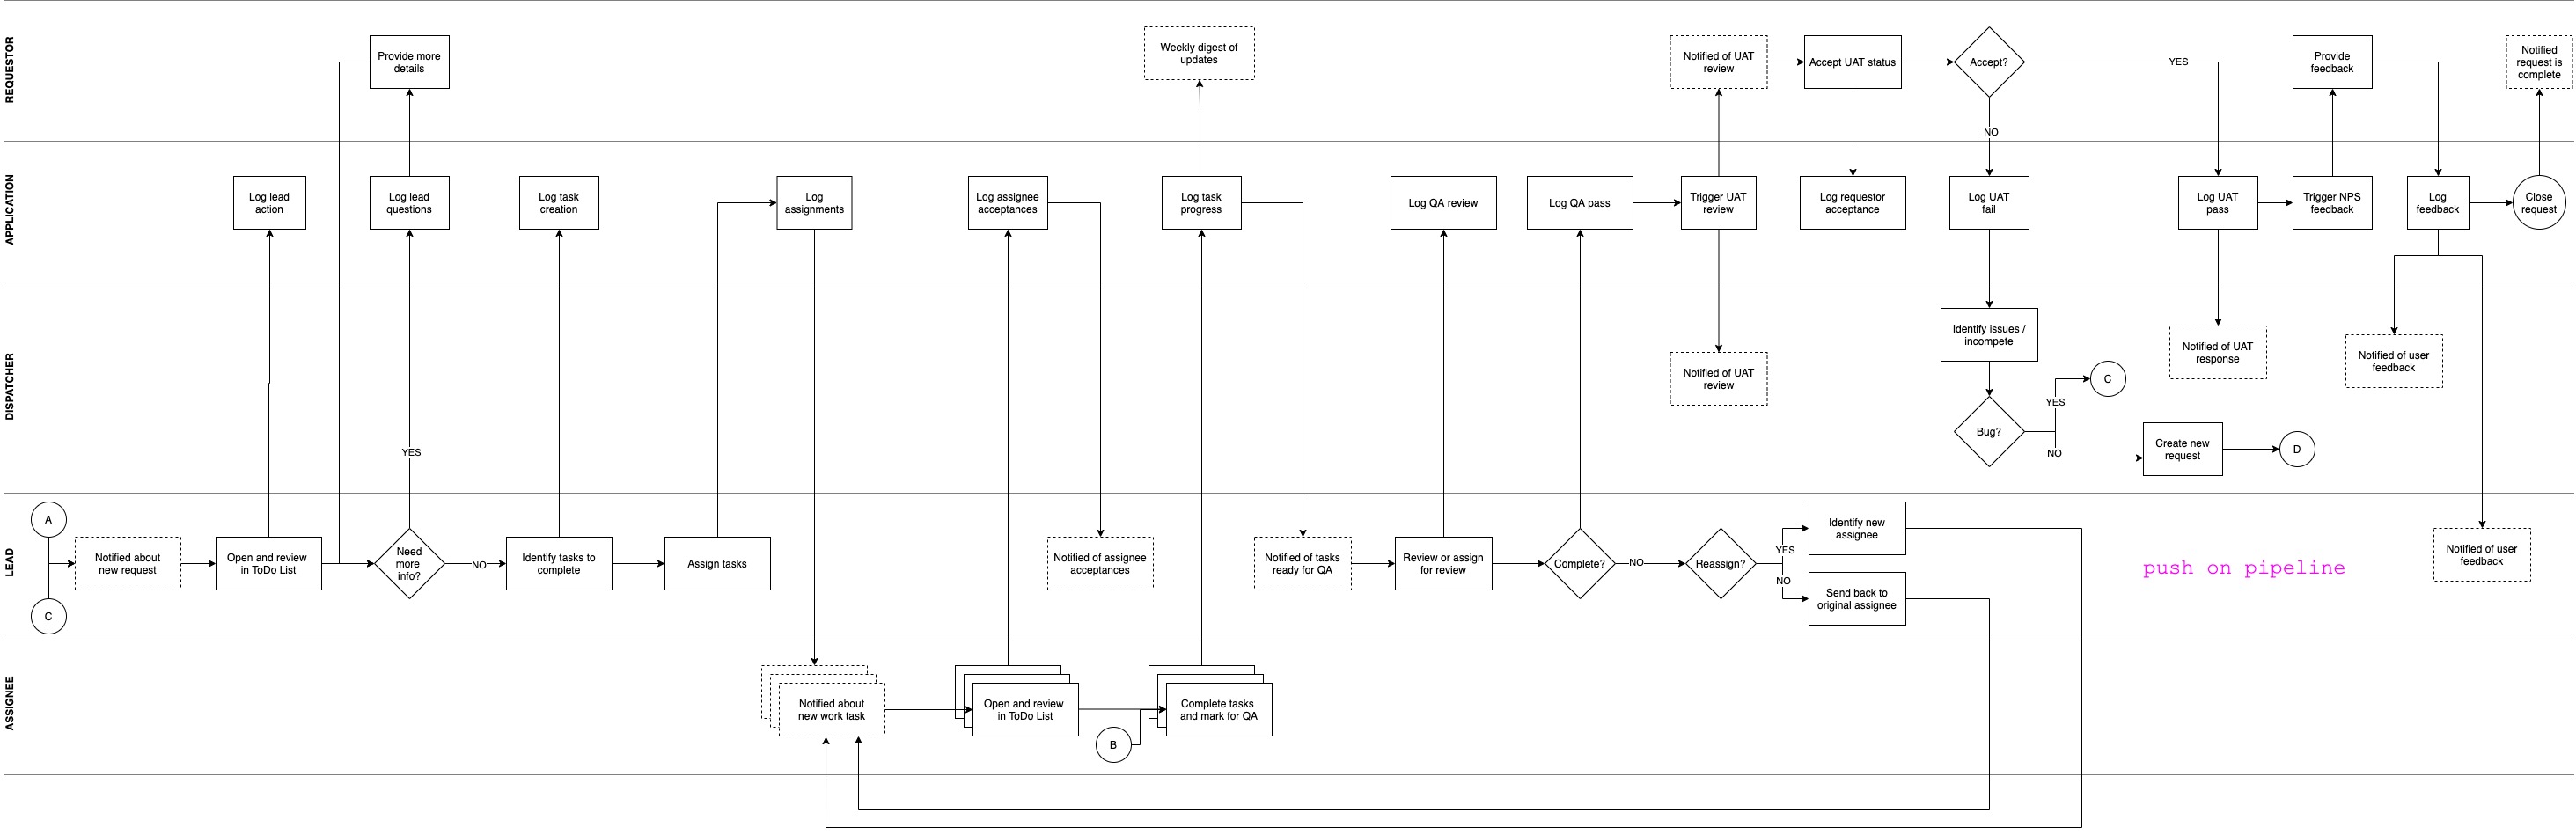 REQUESTOR
Provide more
details
Weekly digest of
updates
Notified of UAT
review
Accept UAT status
Accept?
YES
NO
Provide
feedback
Notified
request is
complete
APPLICATION
Log lead
action
Log lead
questions
Log task
creation
Log
assignments
Log assignee
acceptances
Log task
progress
Log QA review
Log QA pass
Trigger UAT
review
Log requestor
acceptance
Log UAT
fail
Log UAT
pass
Trigger NPS
feedback
Log
feedback
Close
request
DISPATCHER
YES
Notified of UAT
review
Identify issues /
incompete
Bug?
YES
C
NO
Create new
request
D
Notified of UAT
response
Notified of user
feedback
LEAD
A
C
Notified about
new request
Open and review
in ToDo List
Need
more
info?
NO
Identify tasks to
complete
Assign tasks
Notified of assignee
acceptances
Notified of tasks
ready for QA
Review or assign
for review
Complete?
NO
Reassign?
YES
NO
Identify new
assignee
Send back to
original assignee
push on pipeline
Notified of user
feedback
ASSIGNEE
Notified about
new work task
Open and review
in ToDo List
B
Complete tasks
and mark for QA